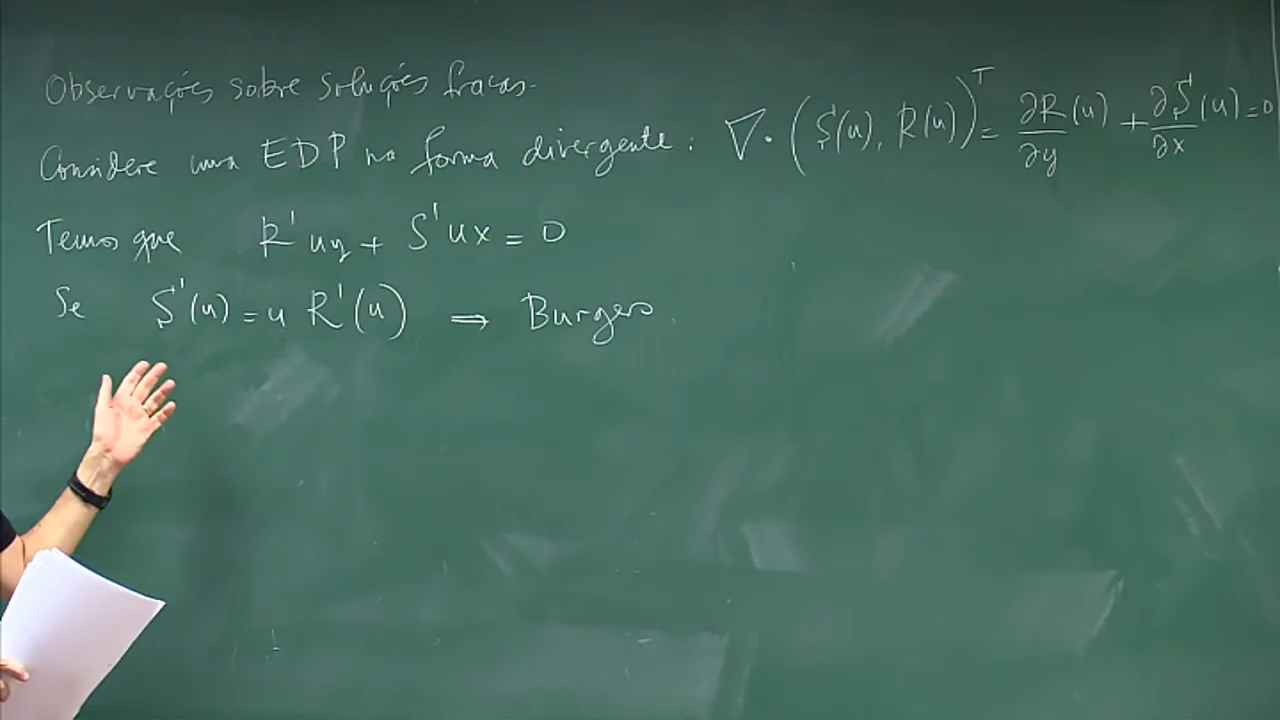 Observações sobre soluções fracas.
Considere uma EDP na forma divergente: ∇·(S(u), R(u))^T = ∂R/∂y (u) + ∂S/∂x (u) = 0
Temos que R' uy + S' ux = 0
Se S'(u) = u R'(u) ⇒ Burgers